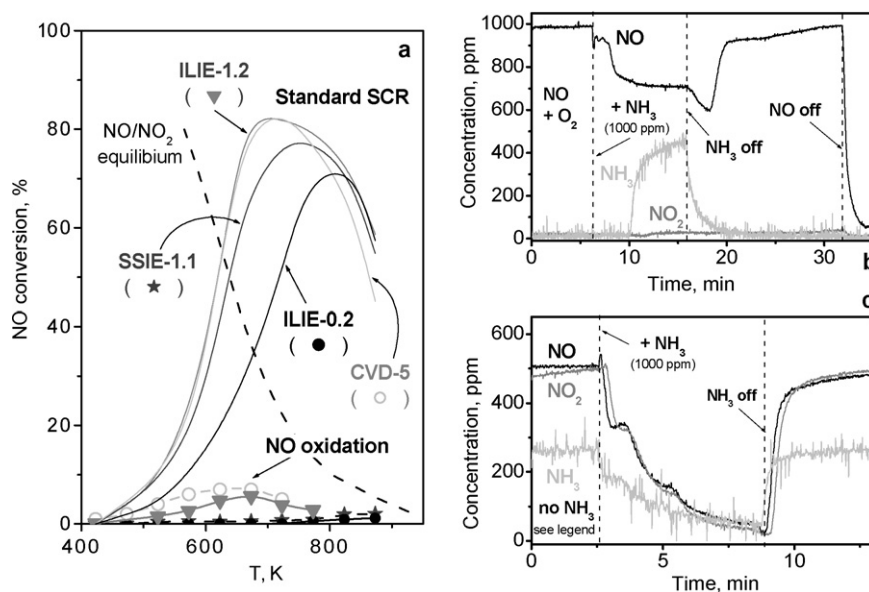 a
NO conversion, %
100
80
60
40
20
0
400
600
800
T, K
ILIE-1.2
(▼)
Standard SCR
NO/NO2
equilibium
SSIE-1.1
(★)
ILIE-0.2
(●)
CVD-5
(○)
NO oxidation
b
Concentration, ppm
1000
800
600
400
200
0
0
10
20
30
Time, min
NO
NO
+ O2
+ NH3
(1000 ppm)
NH3 off
NO off
NH3
NO2
Concentration, ppm
600
400
200
0
0
5
10
Time, min
NO
NO2
+ NH3
(1000 ppm)
NH3 off
NH3
no NH3
see legend